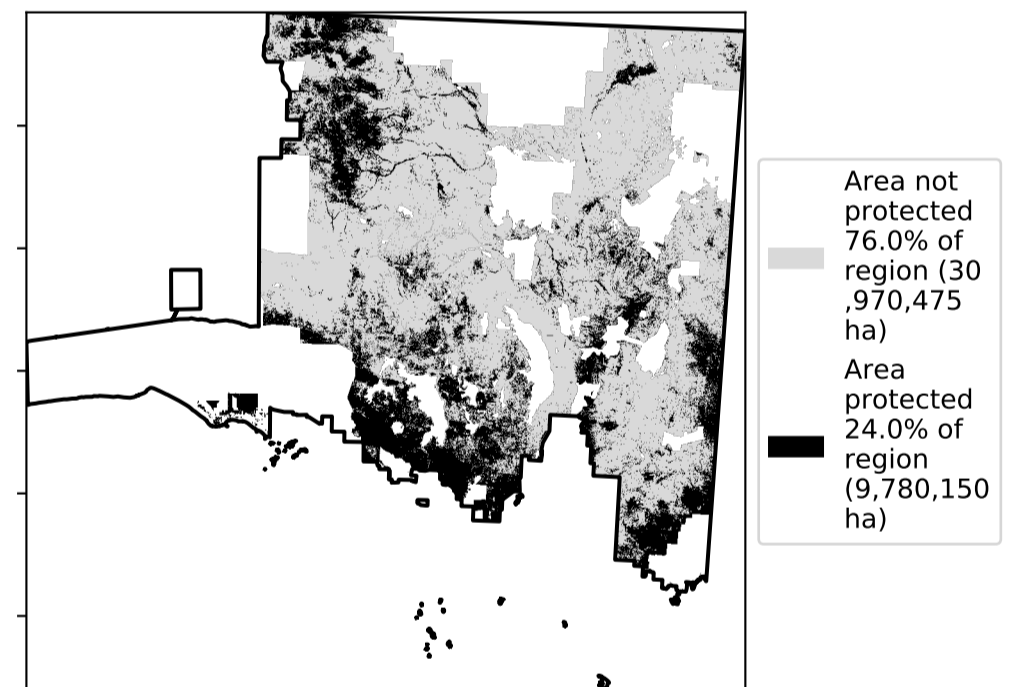 Area not
protected
76.0% of
region (30
,970,475
ha)
Area
protected
24.0% of
region
(9,780,150
ha)